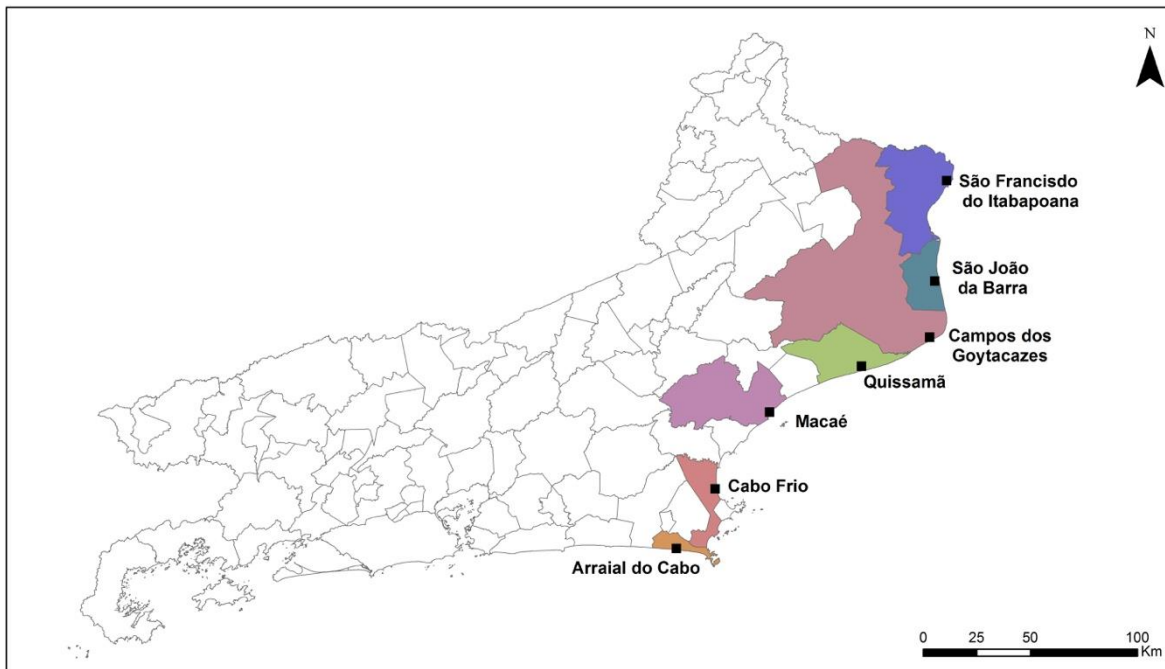 N
São Francisdo
do Itabapoana
São João
da Barra
Campos dos
Goytacazes
Quissamã
Macaé
Cabo Frio
Arraial do Cabo
0 25 50 100
Km